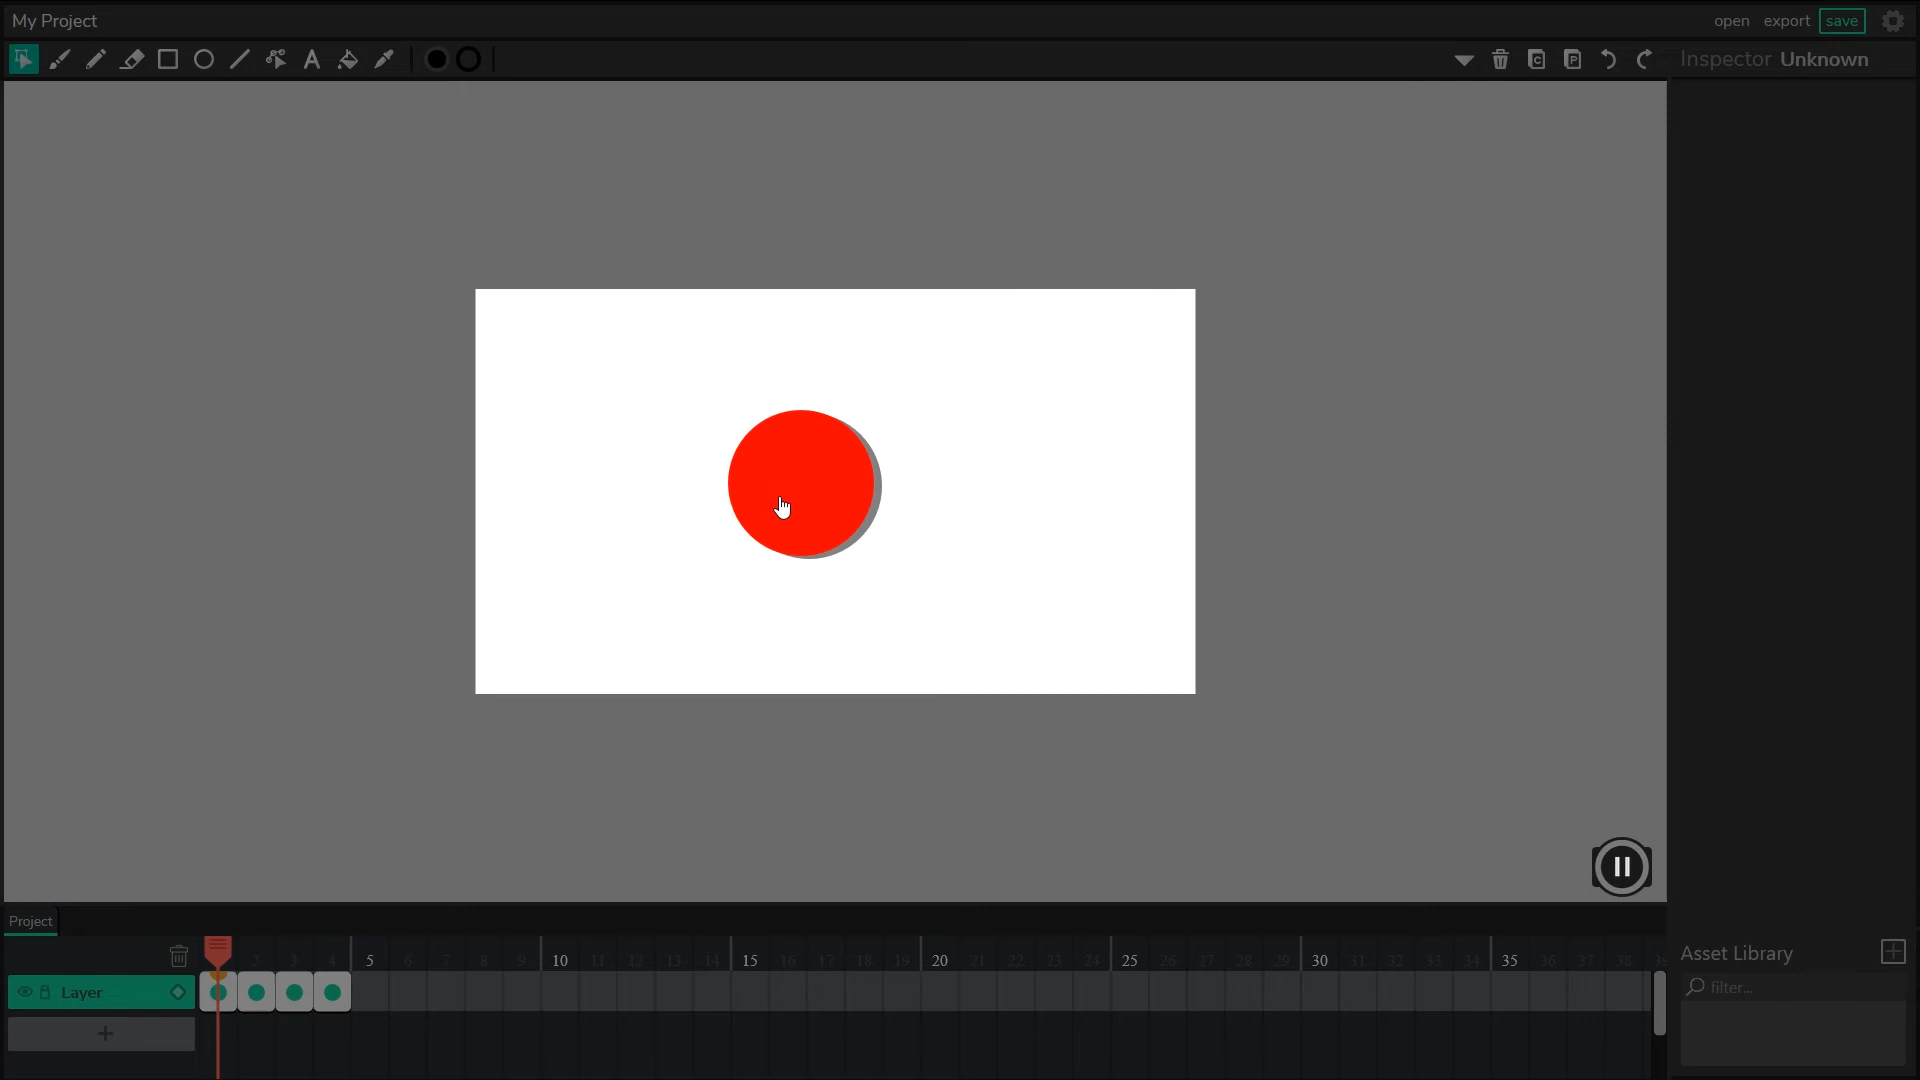 My Project
open export save
Inspector Unknown
Project
2 3 4 5 6 7 8 9 10 11 12 13 14 15 16 17 18 19 20 21 22 23 24 25 26 27 28 29 30 31 32 33 34 35 36 37 38 39
Layer
+
Asset Library
filter...